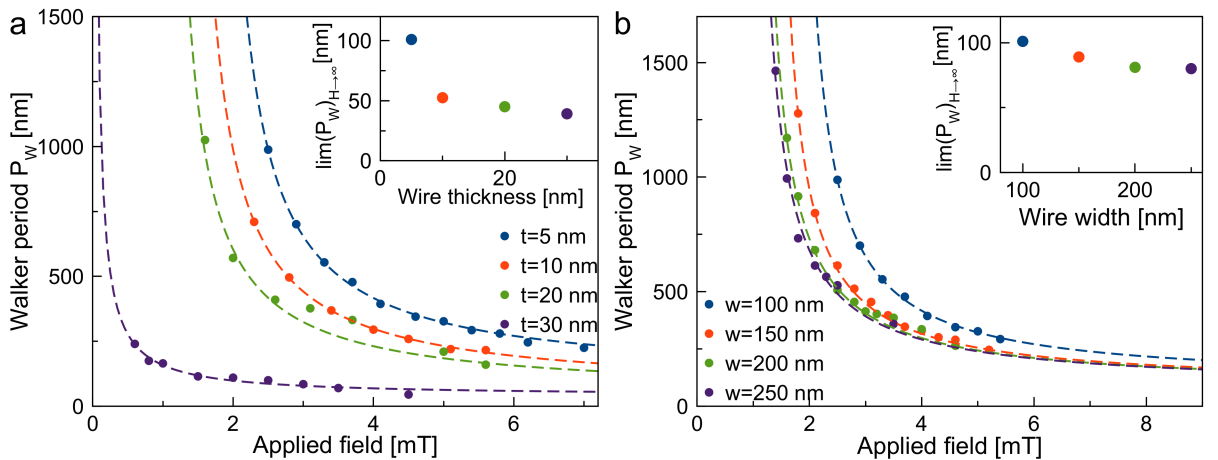 a
Walker period P_W [nm]
1500
1000
500
0
0 2 4 6
Applied field [mT]
lim(P_W)_H→∞ [nm]
100
50
0
0 20
Wire thickness [nm]
t=5 nm
t=10 nm
t=20 nm
t=30 nm
b
Walker period P_W [nm]
1500
1000
500
0
0 2 4 6 8
Applied field [mT]
lim(P_W)_H→∞ [nm]
100
0
100 200
Wire width [nm]
w=100 nm
w=150 nm
w=200 nm
w=250 nm